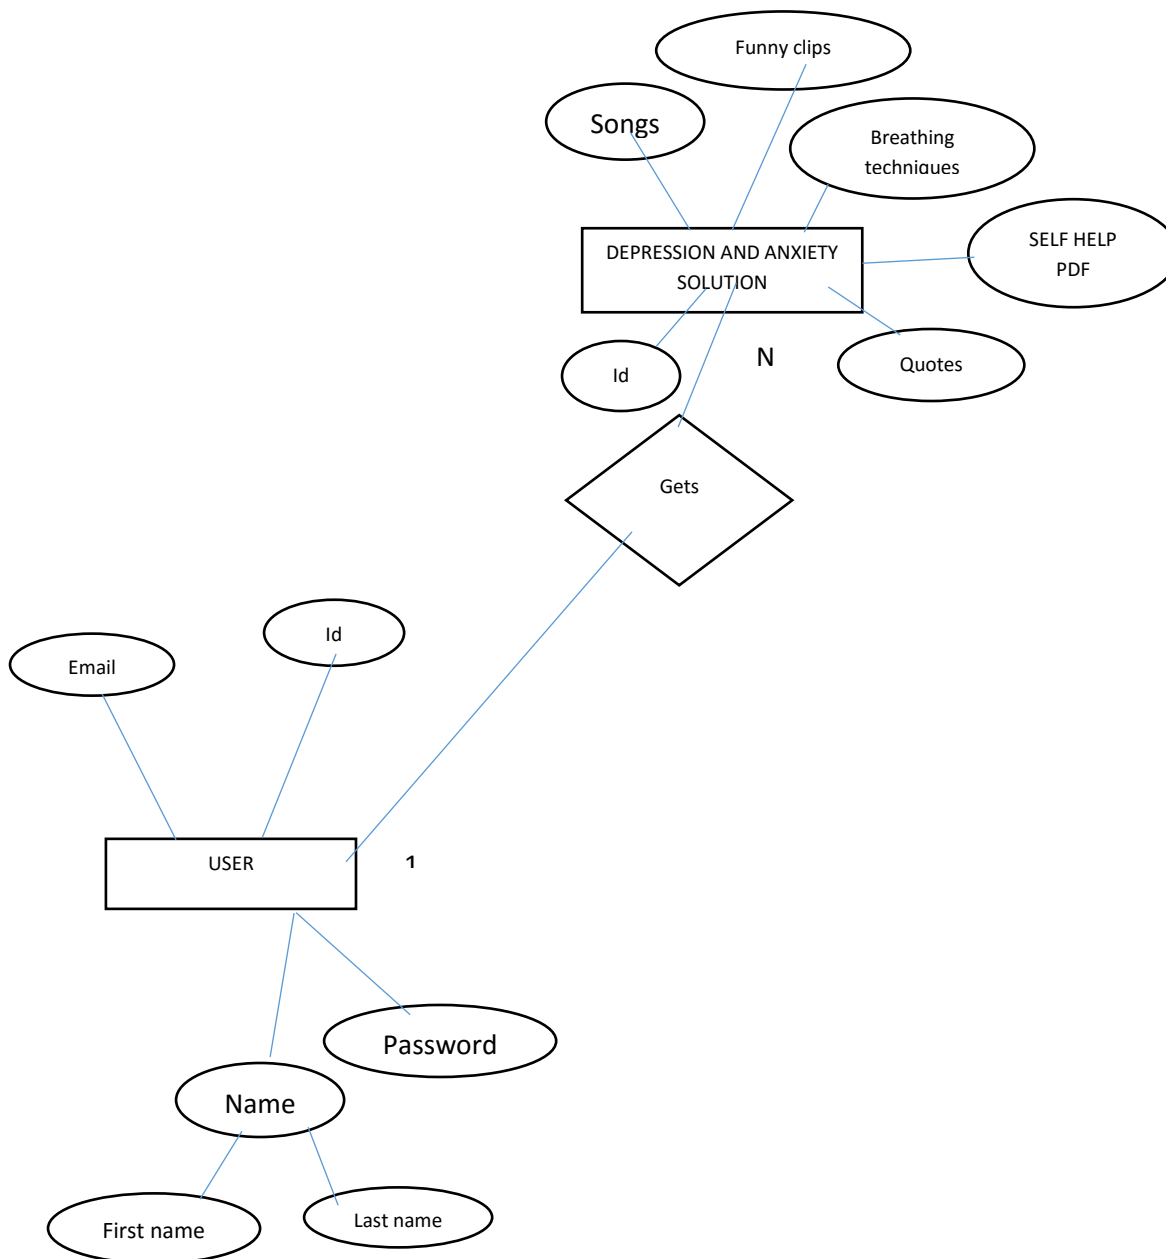 Funny clips
Songs
Breathing
techniques
SELF HELP
PDF
DEPRESSION AND ANXIETY
SOLUTION
N
Id
Quotes
Gets
Id
Email
USER
1
Password
Name
First name
Last name